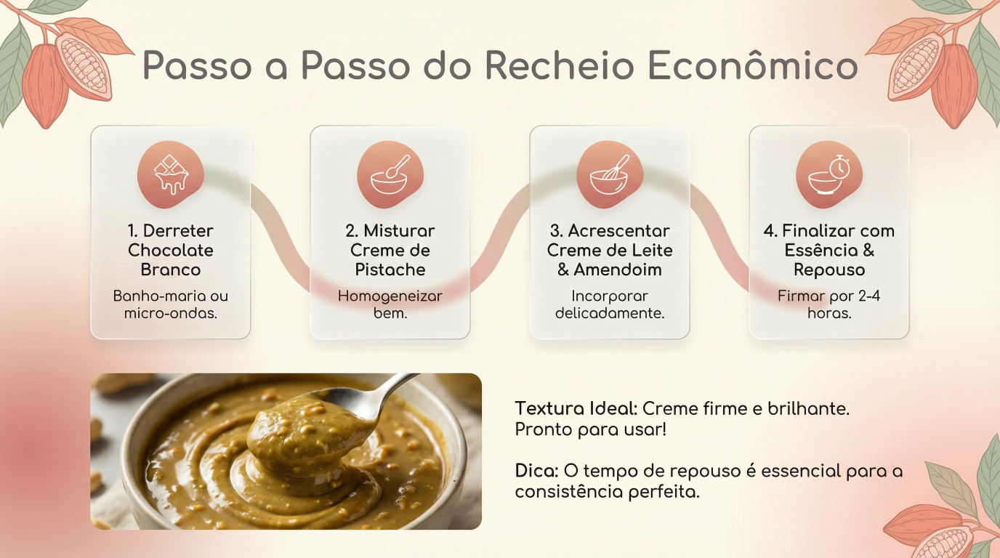 Passo a Passo do Recheio Econômico
1. Derreter
Chocolate
Branco
Banho-maria ou
micro-ondas.
2. Misturar
Creme de
Pistache
Homogeneizar
bem.
3. Acrescentar
Creme de Leite
& Amendoim
Incorporar
delicadamente.
4. Finalizar com
Essência &
Repouso
Firmar por 2-4
horas.
Textura Ideal: Creme firme e brilhante.
Pronto para usar!
Dica: O tempo de repouso é essencial para a
consistência perfeita.